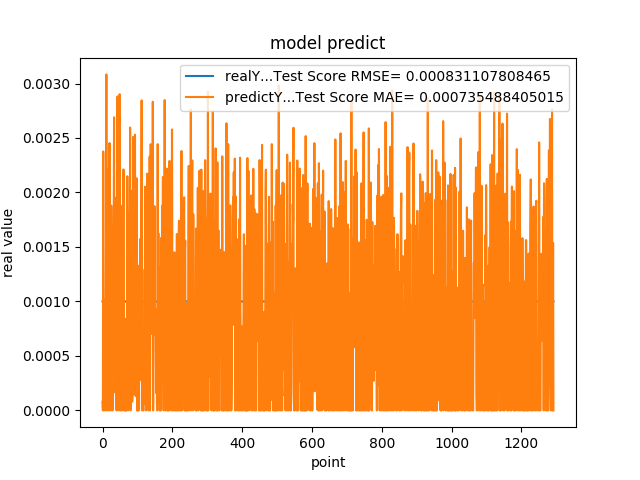 model predict
realY...Test Score RMSE= 0.000831107808465
predictY...Test Score MAE= 0.000735488405015
0.0030
0.0025
0.0020
0.0015
0.0010
0.0005
0.0000
real value
0 200 400 600 800 1000 1200
point